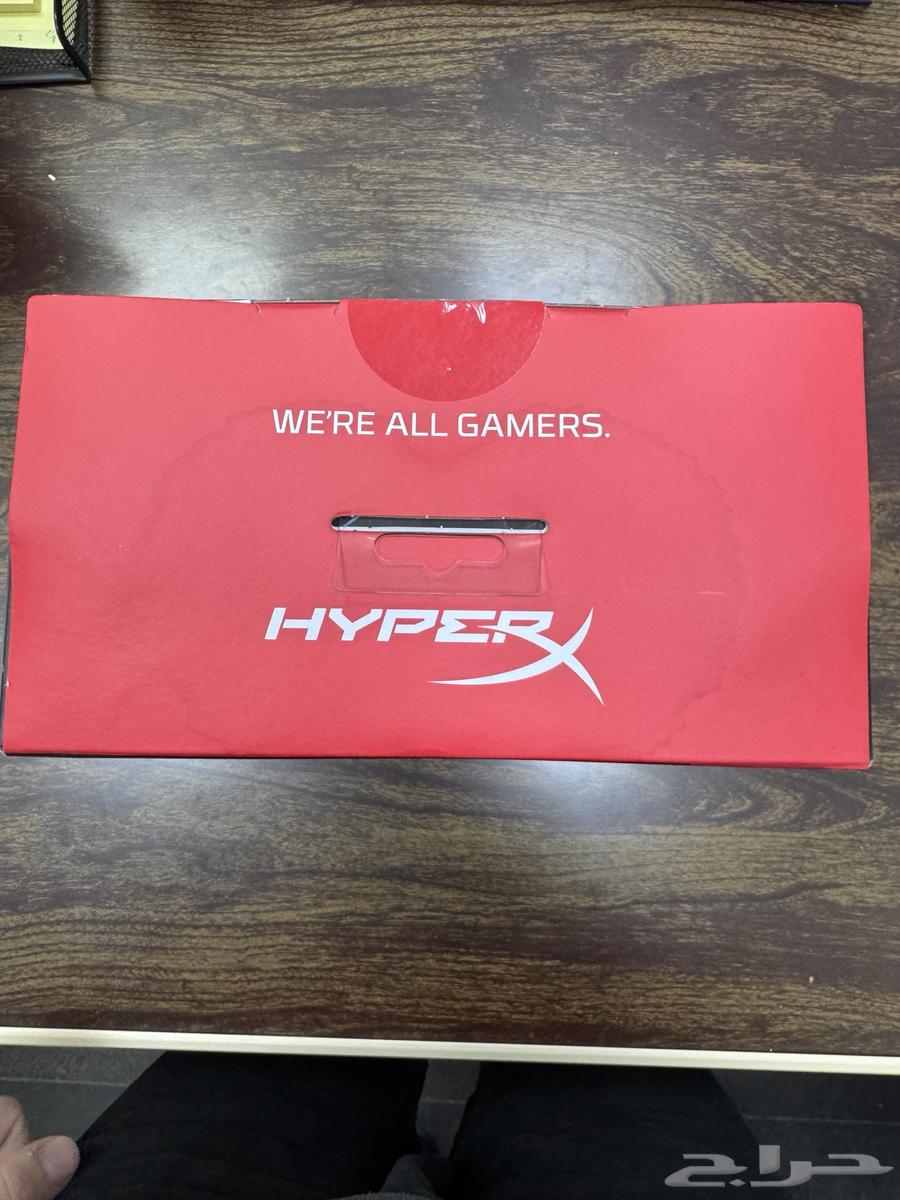 WE'RE ALL GAMERS.
HYPERX
حراج